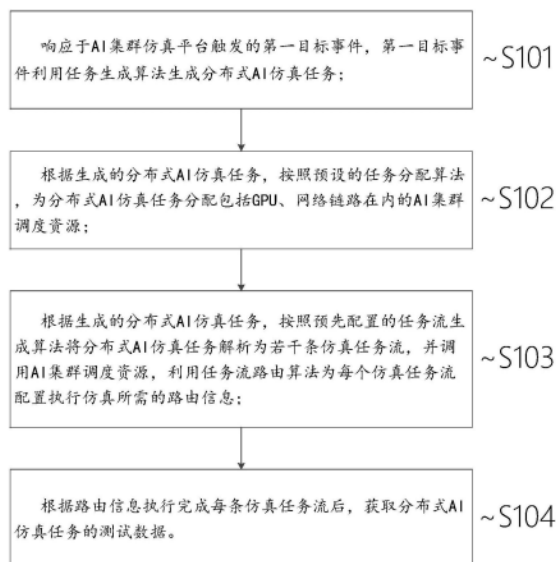 响应于AI集群仿真平台触发的第一目标事件，第一目标事
件利用任务生成算法生成分布式AI仿真任务；
~S101
根据生成的分布式AI仿真任务，按照预设的任务分配算法
，为分布式AI仿真任务分配包括GPU、网络链路在内的AI集群
调度资源；
~S102
根据生成的分布式AI仿真任务，按照预先配置的任务流生
成算法将分布式AI仿真任务解析为若干条仿真任务流，并调
用AI集群调度资源，利用任务流路由算法为每个仿真任务流
配置执行仿真所需的路由信息；
~S103
根据路由信息执行完成每条仿真任务流后，获取分布式AI
仿真任务的测试数据。
~S104